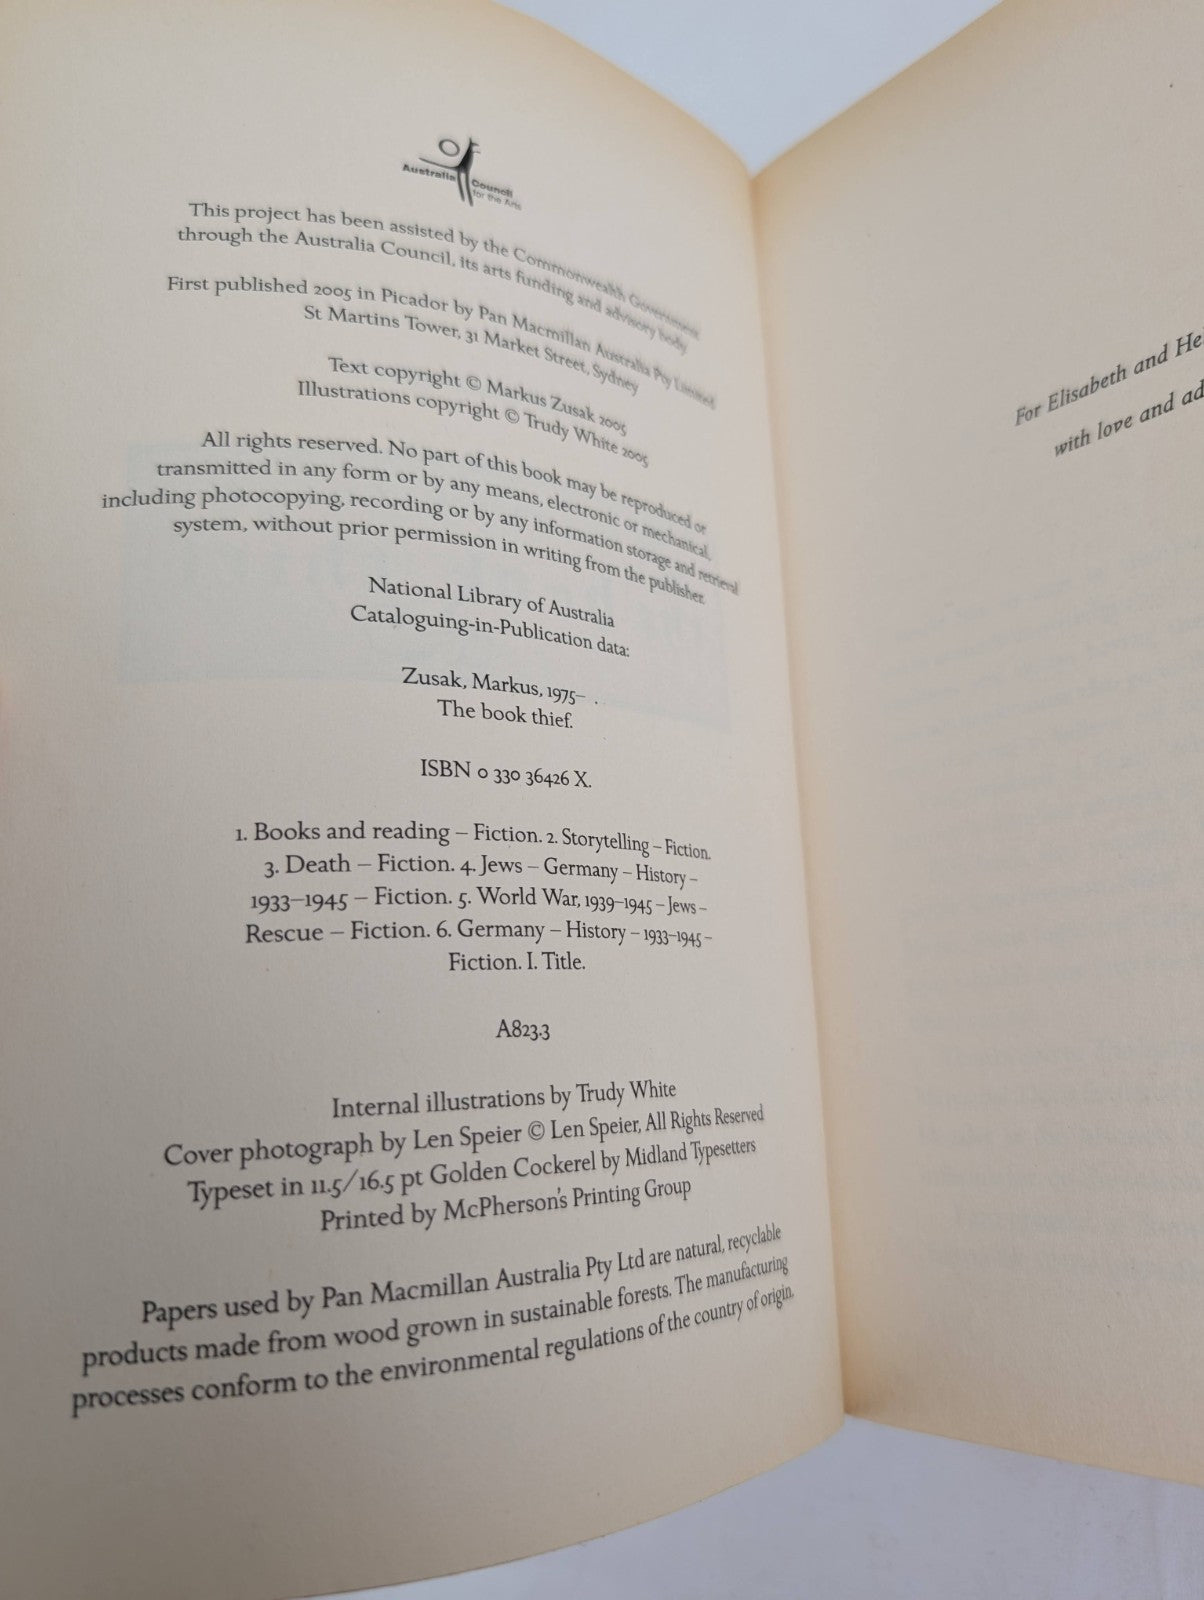 Australia Council
for the Arts
This project has been assisted by the Commonwealth Government
through the Australia Council, its arts funding and advisory body
First published 2005 in Picador by Pan Macmillan Australia Pty Limited
St Martins Tower, 31 Market Street, Sydney
Text copyright © Markus Zusak 2005
Illustrations copyright © Trudy White 2005
All rights reserved. No part of this book may be reproduced or
transmitted in any form or by any means, electronic or mechanical,
including photocopying, recording or by any information storage and retrieval
system, without prior permission in writing from the publisher.
National Library of Australia
Cataloguing-in-Publication data:
Zusak, Markus, 1975– .
The book thief.
ISBN 0 330 36426 X.
1. Books and reading – Fiction. 2. Storytelling – Fiction.
3. Death – Fiction. 4. Jews – Germany – History –
1933–1945 – Fiction. 5. World War, 1939–1945 – Jews –
Rescue – Fiction. 6. Germany – History – 1933–1945 –
Fiction. I. Title.
A823.3
Internal illustrations by Trudy White
Cover photograph by Len Speier © Len Speier, All Rights Reserved
Typeset in 11.5/16.5 pt Golden Cockerel by Midland Typesetters
Printed by McPherson's Printing Group
Papers used by Pan Macmillan Australia Pty Ltd are natural, recyclable
products made from wood grown in sustainable forests. The manufacturing
processes conform to the environmental regulations of the country of origin.
For Elisabeth and He
with love and ad